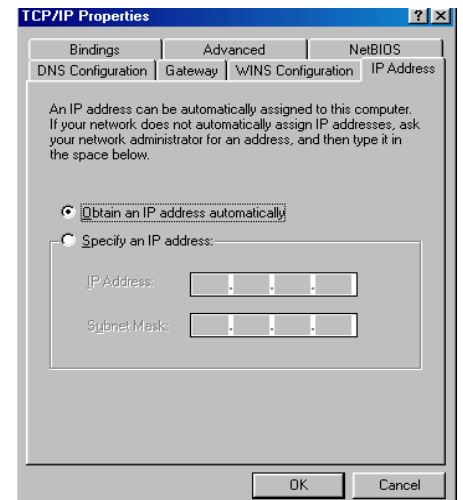 TCP/IP Properties
Bindings Advanced NetBIOS
DNS Configuration Gateway WINS Configuration IP Address
An IP address can be automatically assigned to this computer.
If your network does not automatically assign IP addresses, ask
your network administrator for an address, and then type it in
the space below.
Obtain an IP address automatically
Specify an IP address:
IP Address:
Subnet Mask:
OK Cancel